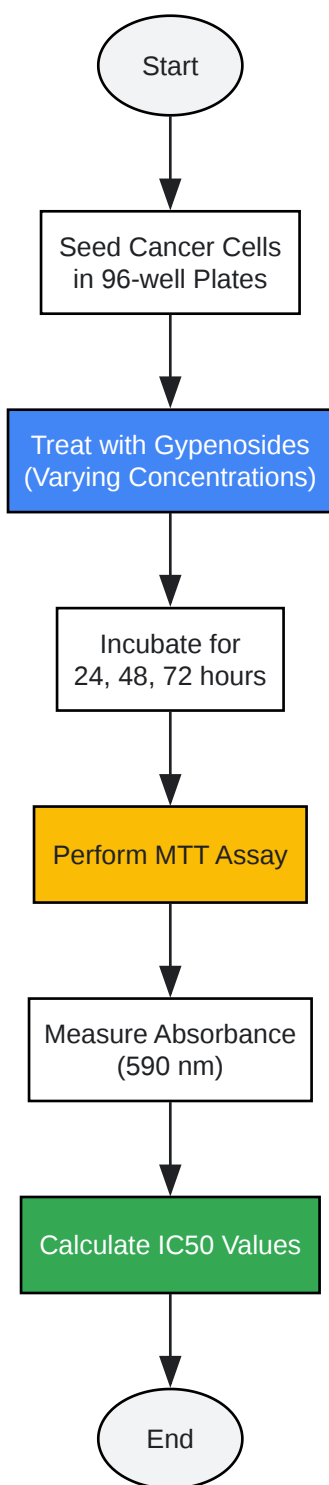 Start
Seed Cancer Cells
in 96-well Plates
Treat with Gypenosides
(Varying Concentrations)
Incubate for
24, 48, 72 hours
Perform MTT Assay
Measure Absorbance
(590 nm)
Calculate IC50 Values
End